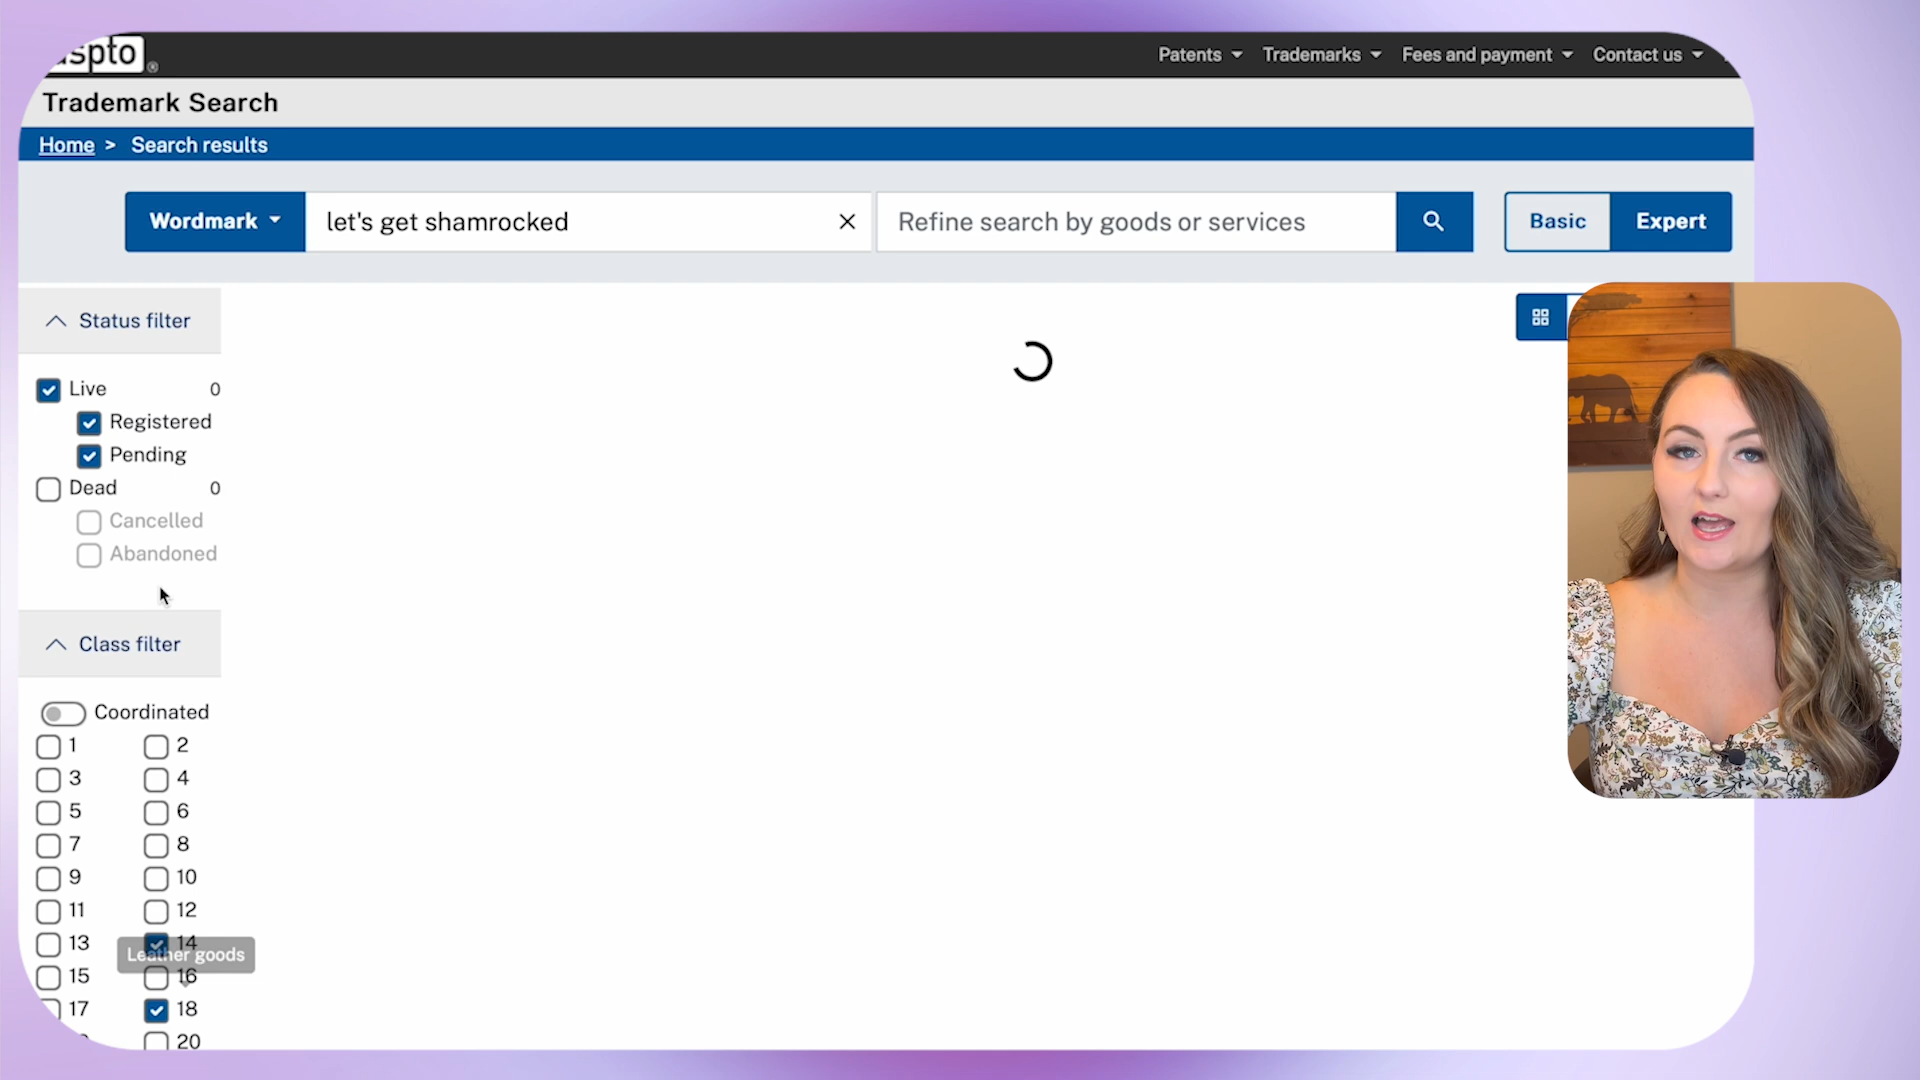 uspto®
Patents Trademarks Fees and payment Contact us
Trademark Search
Home > Search results
Wordmark let's get shamrocked Refine search by goods or services Basic Expert
Status filter
Live 0
Registered
Pending
Dead 0
Cancelled
Abandoned
Class filter
Coordinated
1 2
3 4
5 6
7 8
9 10
11 12
13 14
Leather goods
15 16
17 18
20